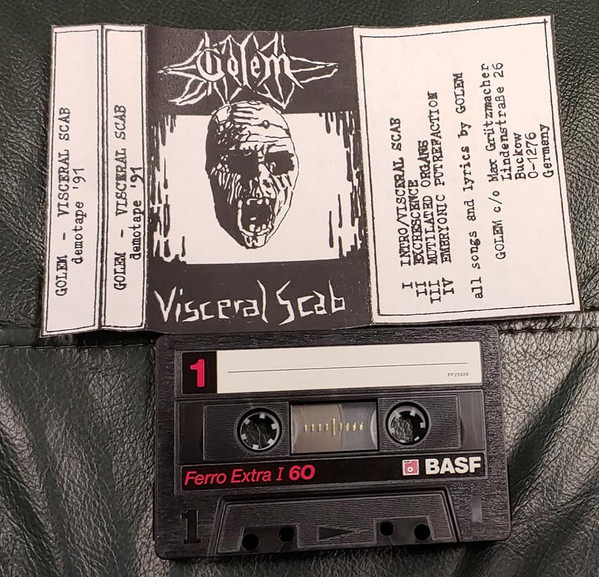 GOLEM - VISCERAL SCAB
demotape '91
GOLEM - VISCERAL SCAB
demotape '91
Golem
Visceral Scab
I INTRO/VISCERAL SCAB
II EXCRESCENCE
III MUTILATED ORGANS
IV EMBRYONIC PUTREFACTION
all songs and lyrics by GOLEM
GOLEM c/o Max Grützmacher
Lindenstraße 26
Buckow
O-1276
Germany
1
Ferro Extra I 60
BASF
1